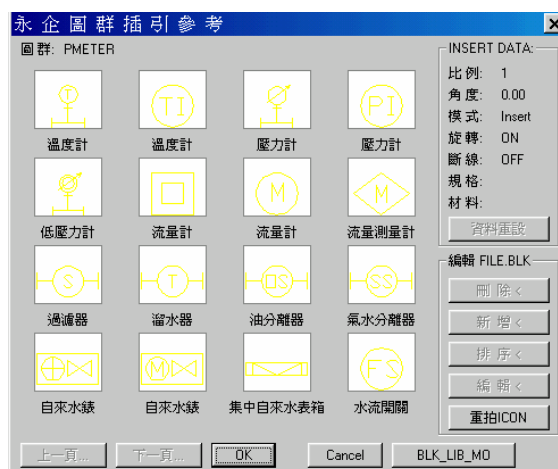 永企圖群插引參考
圖群: PMETER
T TI PI
溫度計 溫度計 壓力計 壓力計
M M
低壓力計 流量計 流量計 流量測量計
S T OS SS
過濾器 溜水器 油分離器 氣水分離器
M FS
自來水錶 自來水錶 集中自來水表箱 水流開關
上一頁... 下一頁... OK Cancel BLK_LIB_MO
INSERT DATA:
比例: 1
角度: 0.00
模式: Insert
旋轉: ON
斷線: OFF
規格:
材料:
資料重設
編輯 FILE.BLK
刪 除 <
新 增 <
排 序 <
編 輯 <
重拍ICON